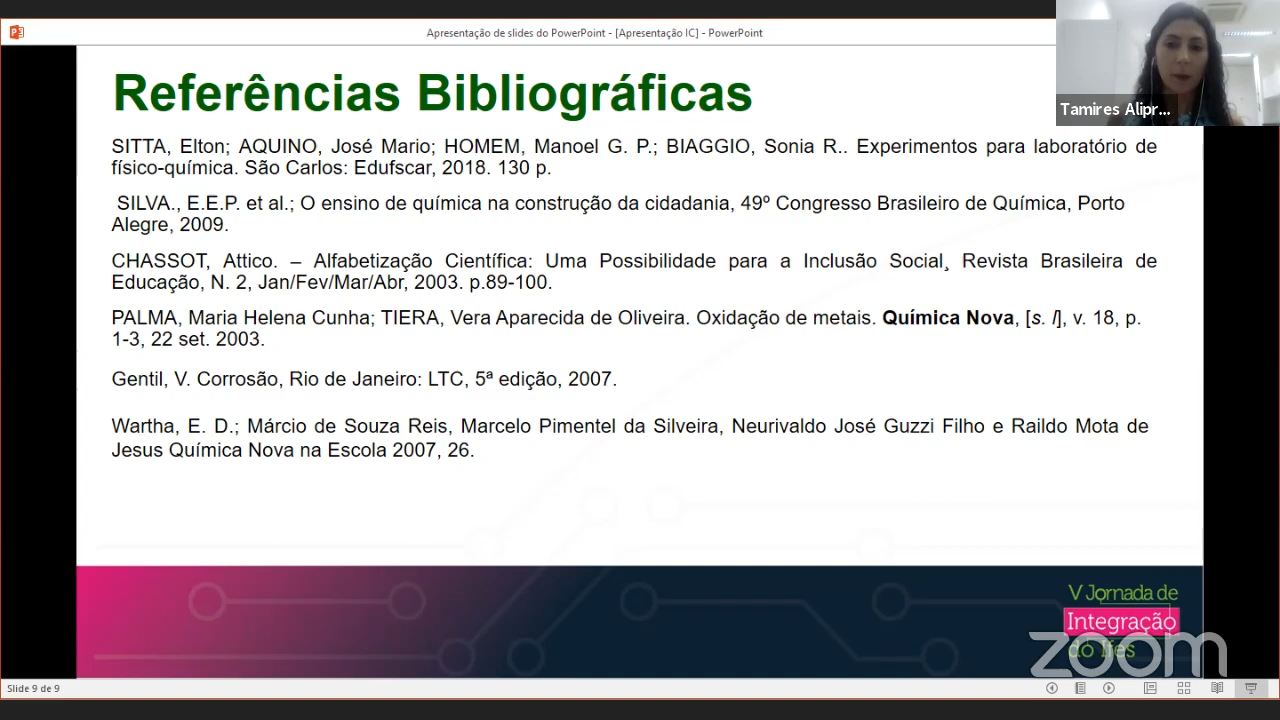 Apresentação de slides do PowerPoint - [Apresentação IC] - PowerPoint
Tamires Alipr...
Referências Bibliográficas
SITTA, Elton; AQUINO, José Mario; HOMEM, Manoel G. P.; BIAGGIO, Sonia R.. Experimentos para laboratório de
físico-química. São Carlos: Edufscar, 2018. 130 p.
SILVA., E.E.P. et al.; O ensino de química na construção da cidadania, 49º Congresso Brasileiro de Química, Porto
Alegre, 2009.
CHASSOT, Attico. – Alfabetização Científica: Uma Possibilidade para a Inclusão Social¸ Revista Brasileira de
Educação, N. 2, Jan/Fev/Mar/Abr, 2003. p.89-100.
PALMA, Maria Helena Cunha; TIERA, Vera Aparecida de Oliveira. Oxidação de metais. Química Nova, [s. l], v. 18, p.
1-3, 22 set. 2003.
Gentil, V. Corrosão, Rio de Janeiro: LTC, 5ª edição, 2007.
Wartha, E. D.; Márcio de Souza Reis, Marcelo Pimentel da Silveira, Neurivaldo José Guzzi Filho e Raildo Mota de
Jesus Química Nova na Escola 2007, 26.
V Jornada de
Integração
do Ifes
zoom
Slide 9 de 9